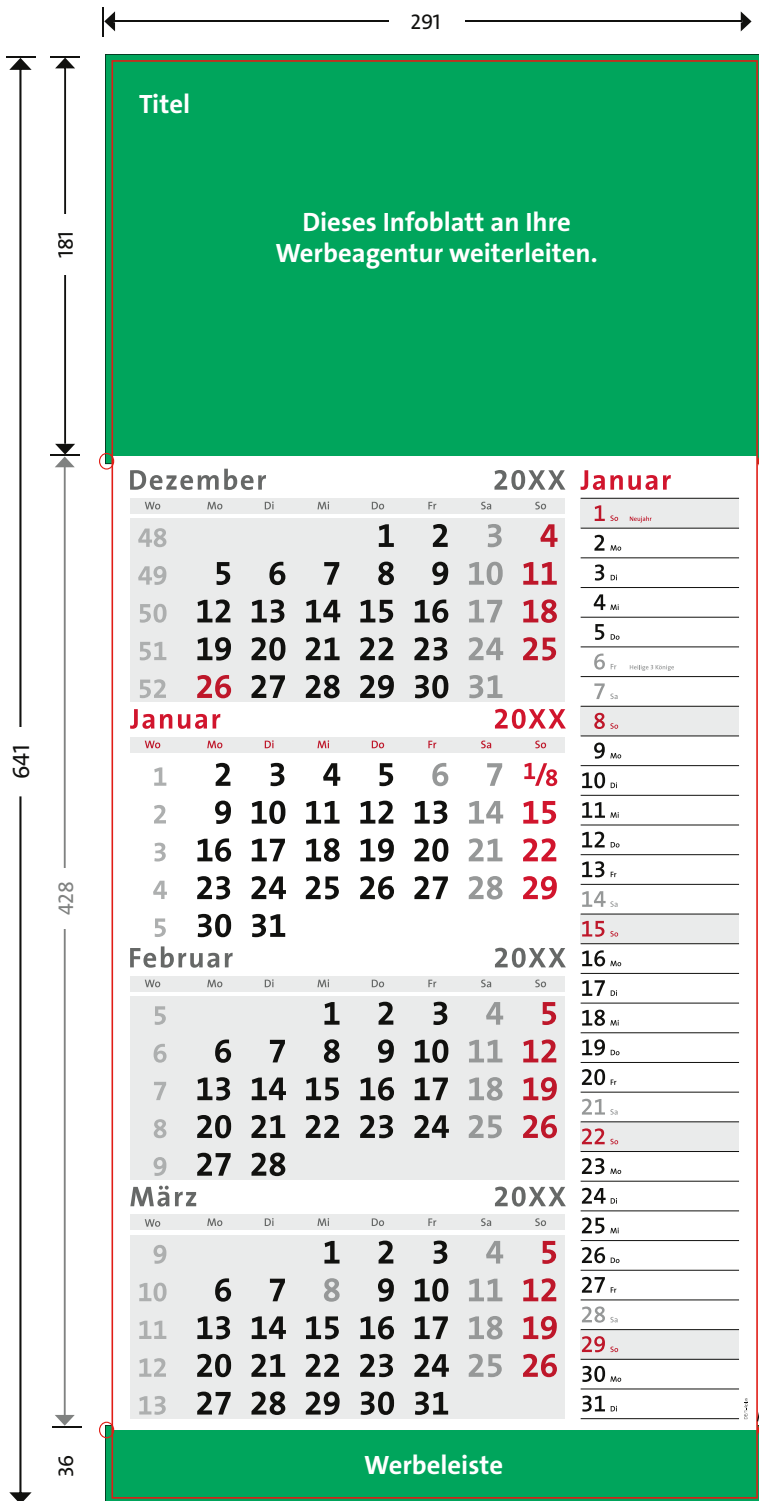 291
Titel
Dieses Infoblatt an Ihre
Werbeagentur weiterleiten.
181
641
428
36
Dezember 20XX
Wo Mo Di Mi Do Fr Sa So
48 1 2 3 4
49 5 6 7 8 9 10 11
50 12 13 14 15 16 17 18
51 19 20 21 22 23 24 25
52 26 27 28 29 30 31
Januar 20XX
Wo Mo Di Mi Do Fr Sa So
1 2 3 4 5 6 7 1/8
2 9 10 11 12 13 14 15
3 16 17 18 19 20 21 22
4 23 24 25 26 27 28 29
5 30 31
Februar 20XX
Wo Mo Di Mi Do Fr Sa So
5 1 2 3 4 5
6 6 7 8 9 10 11 12
7 13 14 15 16 17 18 19
8 20 21 22 23 24 25 26
9 27 28
März 20XX
Wo Mo Di Mi Do Fr Sa So
9 1 2 3 4 5
10 6 7 8 9 10 11 12
11 13 14 15 16 17 18 19
12 20 21 22 23 24 25 26
13 27 28 29 30 31
Januar
1 So Neujahr
2 Mo
3 Di
4 Mi
5 Do
6 Fr Heilige 3 Könige
7 Sa
8 So
9 Mo
10 Di
11 Mi
12 Do
13 Fr
14 Sa
15 So
16 Mo
17 Di
18 Mi
19 Do
20 Fr
21 Sa
22 So
23 Mo
24 Di
25 Mi
26 Do
27 Fr
28 Sa
29 So
30 Mo
31 Di
Werbeleiste